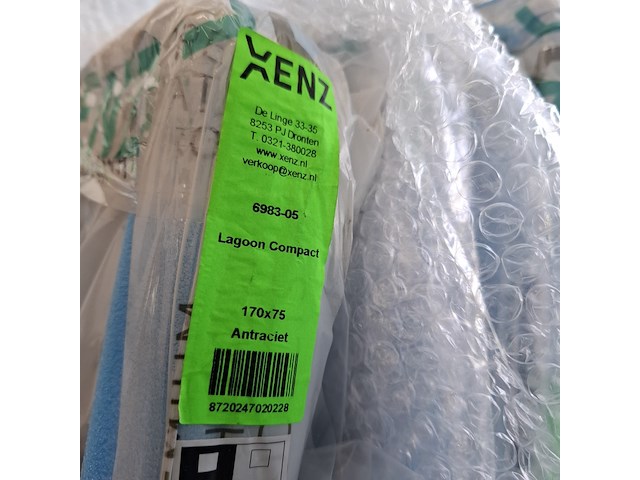 XENZ
De Linge 33-35
8253 PJ Dronten
T. 0321-380028
www.xenz.nl
verkoop@xenz.nl
6983-05
Lagoon Compact
170x75
Antraciet
8720247020228